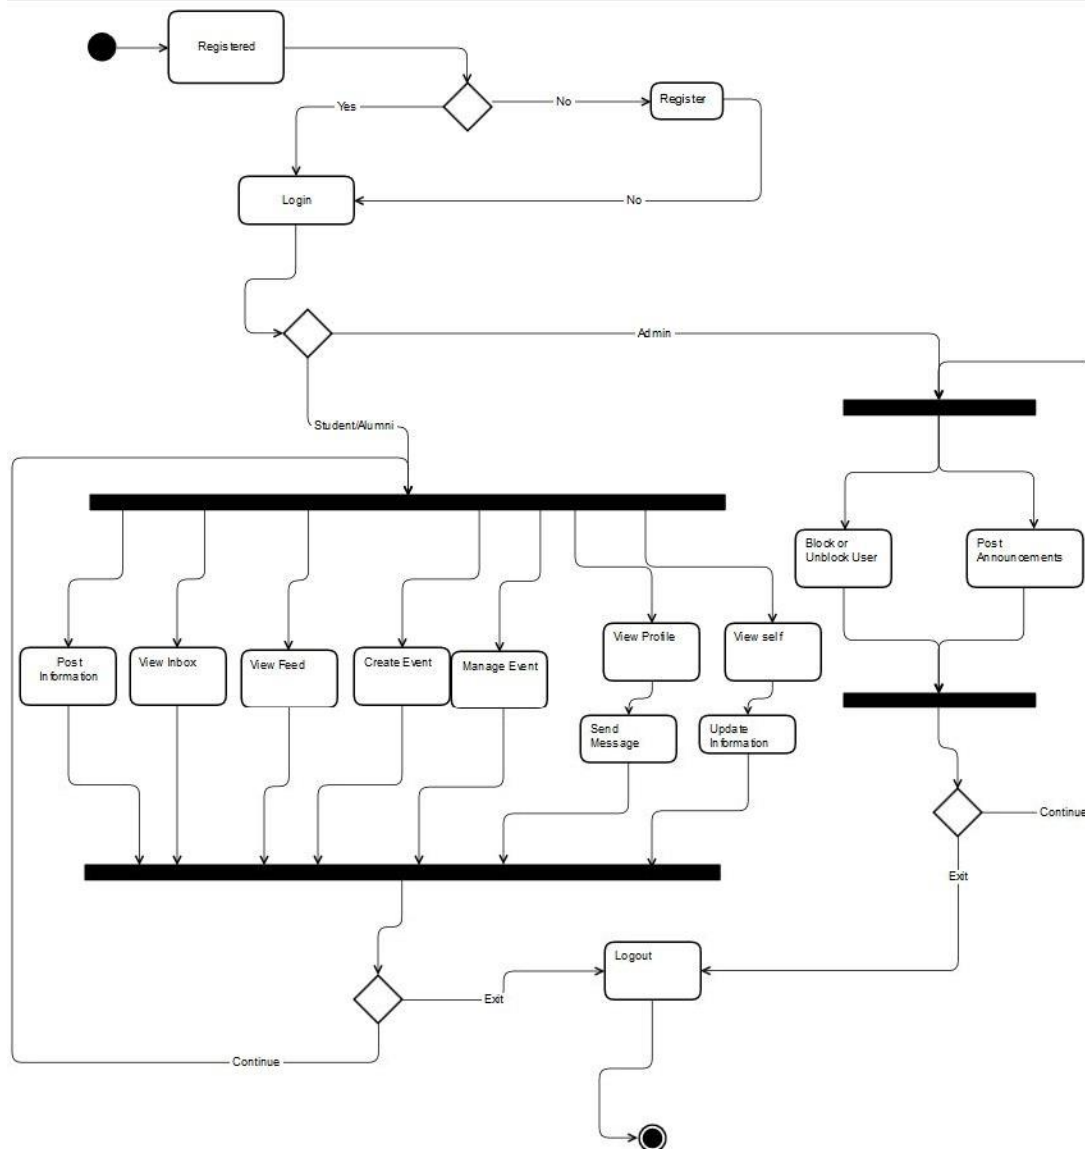 Registered
Yes
No
Register
Login
No
Admin
Student/Alumni
Block or
Unblock User
Post
Announcements
Post
Information
View Inbox
View Feed
Create Event
Manage Event
View Profile
View self
Send
Message
Update
Information
Continue
Exit
Logout
Exit
Continue